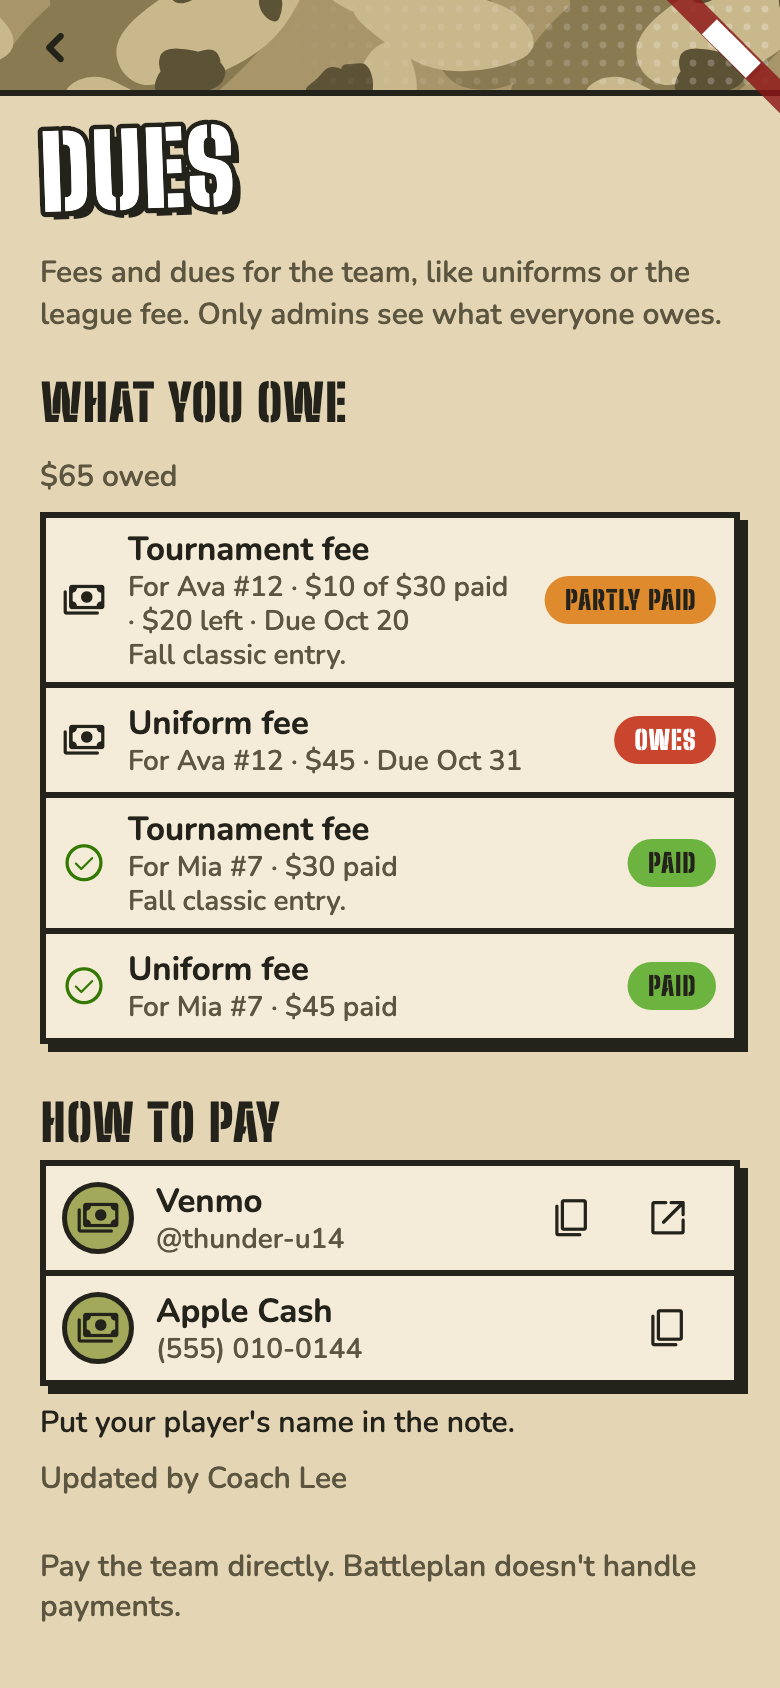 DUES
Fees and dues for the team, like uniforms or the
league fee. Only admins see what everyone owes.
WHAT YOU OWE
$65 owed
Tournament fee
For Ava #12 · $10 of $30 paid
· $20 left · Due Oct 20
Fall classic entry.
PARTLY PAID
Uniform fee
For Ava #12 · $45 · Due Oct 31
OWES
Tournament fee
For Mia #7 · $30 paid
Fall classic entry.
PAID
Uniform fee
For Mia #7 · $45 paid
PAID
HOW TO PAY
Venmo
@thunder-u14
Apple Cash
(555) 010-0144
Put your player's name in the note.
Updated by Coach Lee
Pay the team directly. Battleplan doesn't handle
payments.